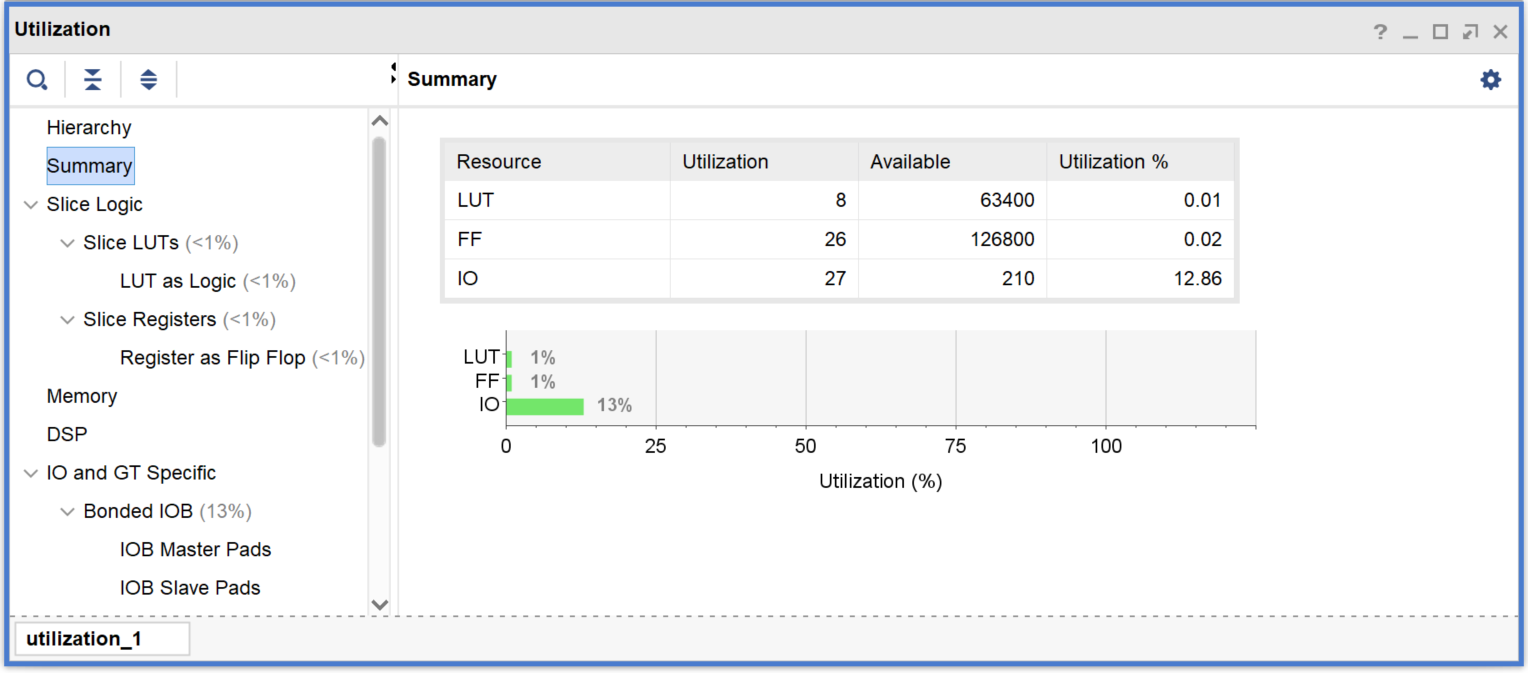 Utilization
Summary
Hierarchy
Summary
Slice Logic
Slice LUTs (<1%)
LUT as Logic (<1%)
Slice Registers (<1%)
Register as Flip Flop (<1%)
Memory
DSP
IO and GT Specific
Bonded IOB (13%)
IOB Master Pads
IOB Slave Pads
Resource Utilization Available Utilization %
LUT 8 63400 0.01
FF 26 126800 0.02
IO 27 210 12.86
LUT 1%
FF 1%
IO 13%
0 25 50 75 100
Utilization (%)
utilization_1